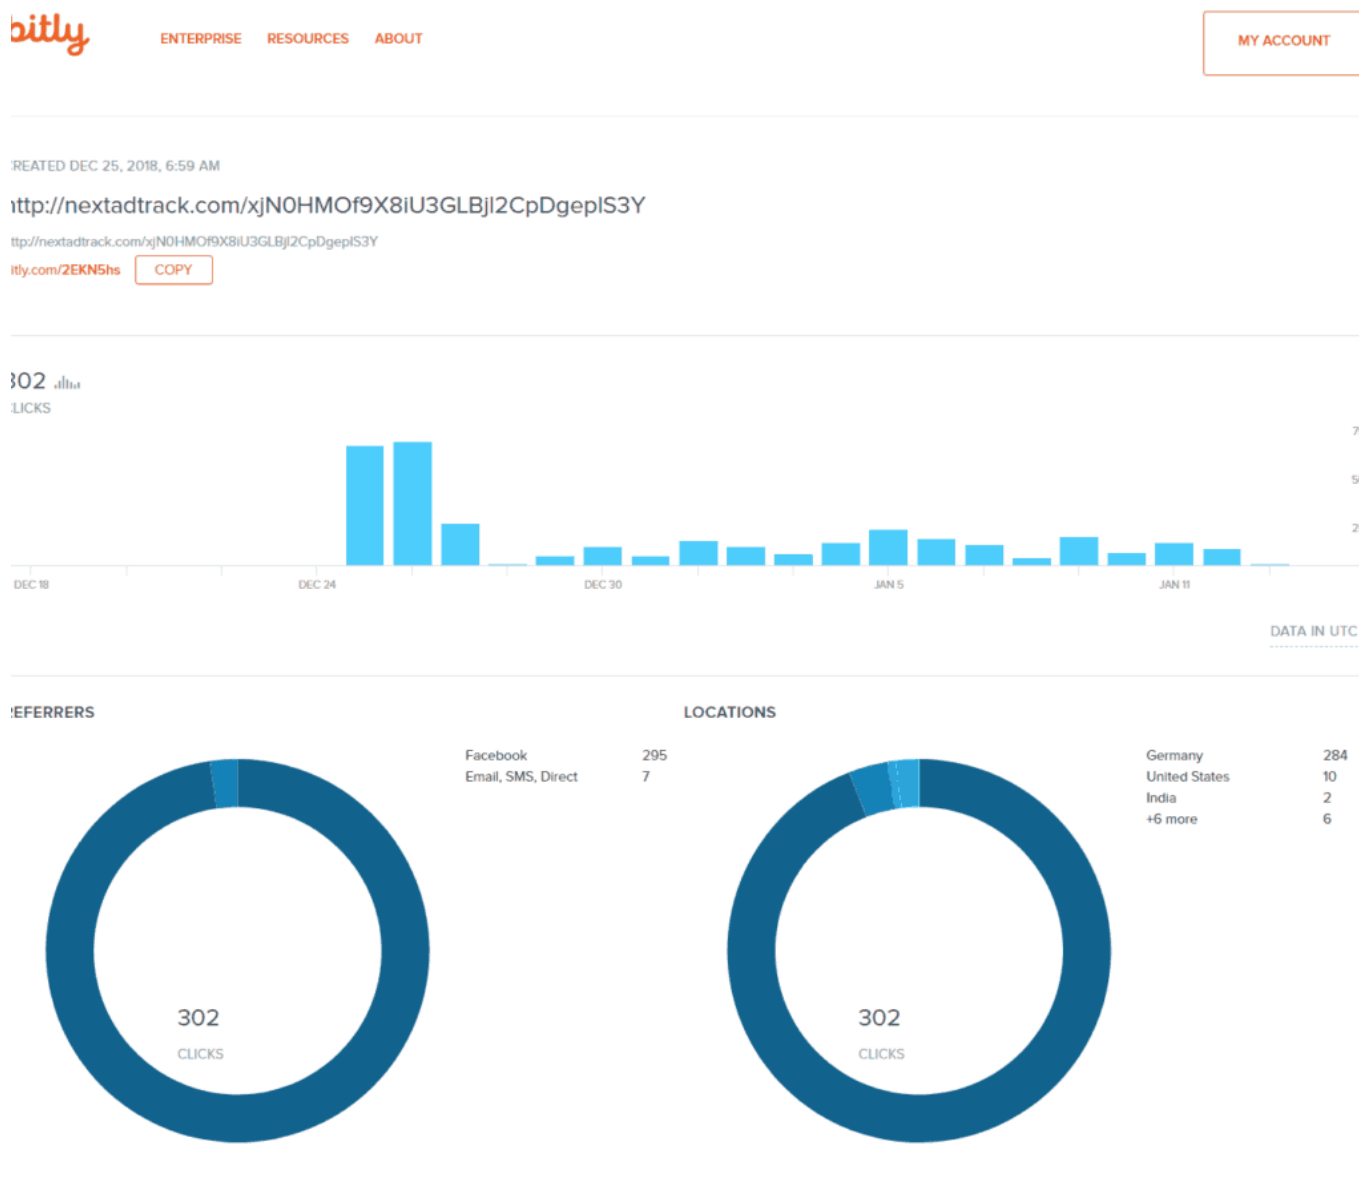 bitly
ENTERPRISE RESOURCES ABOUT
MY ACCOUNT
REATED DEC 25, 2018, 6:59 AM
ttp://nextadtrack.com/xjN0HMOf9X8iU3GLBjl2CpDgeplS3Y
ttp://nextadtrack.com/xjN0HMOf9X8iU3GLBjl2CpDgeplS3Y
itly.com/2EKN5hs COPY
302
LICKS
7
5
2
DEC 18 DEC 24 DEC 30 JAN 5 JAN 11
DATA IN UTC
EFERRERS
Facebook 295
Email, SMS, Direct 7
302
CLICKS
LOCATIONS
Germany 284
United States 10
India 2
+6 more 6
302
CLICKS